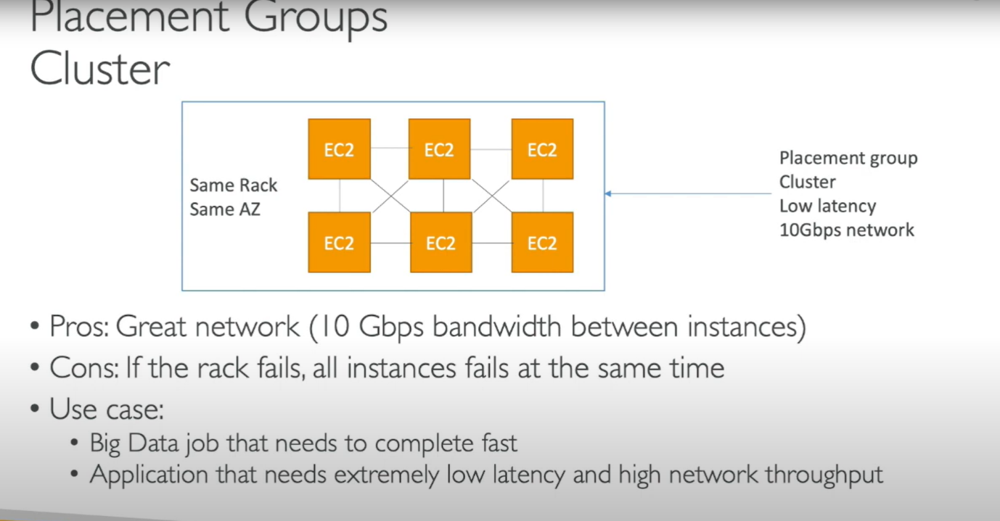 Placement Groups
Cluster
EC2 EC2 EC2
Same Rack
Same AZ
EC2 EC2 EC2
Placement group
Cluster
Low latency
10Gbps network
• Pros: Great network (10 Gbps bandwidth between instances)
• Cons: If the rack fails, all instances fails at the same time
• Use case:
• Big Data job that needs to complete fast
• Application that needs extremely low latency and high network throughput